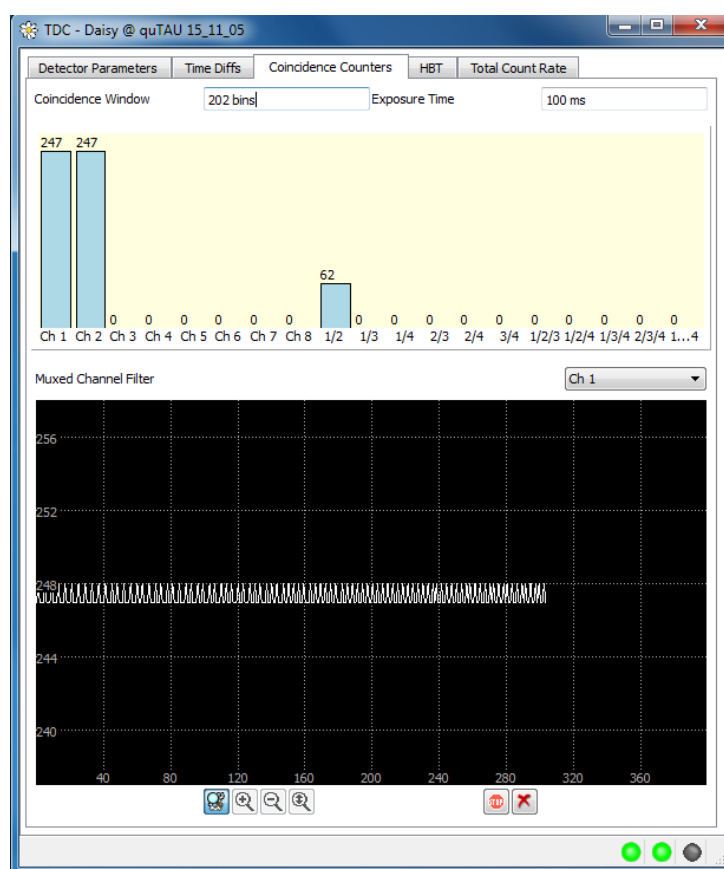 TDC - Daisy @ quTAU 15_11_05
Detector Parameters Time Diffs Coincidence Counters HBT Total Count Rate
Coincidence Window 202 bins Exposure Time 100 ms
247 247
62
0 0 0 0 0 0 0 0 0 0 0 0 0 0 0 0
Ch 1 Ch 2 Ch 3 Ch 4 Ch 5 Ch 6 Ch 7 Ch 8 1/2 1/3 1/4 2/3 2/4 3/4 1/2/3 1/2/4 1/3/4 2/3/4 1...4
Muxed Channel Filter Ch 1
256
252
248
244
240
40 80 120 160 200 240 280 320 360
STOP